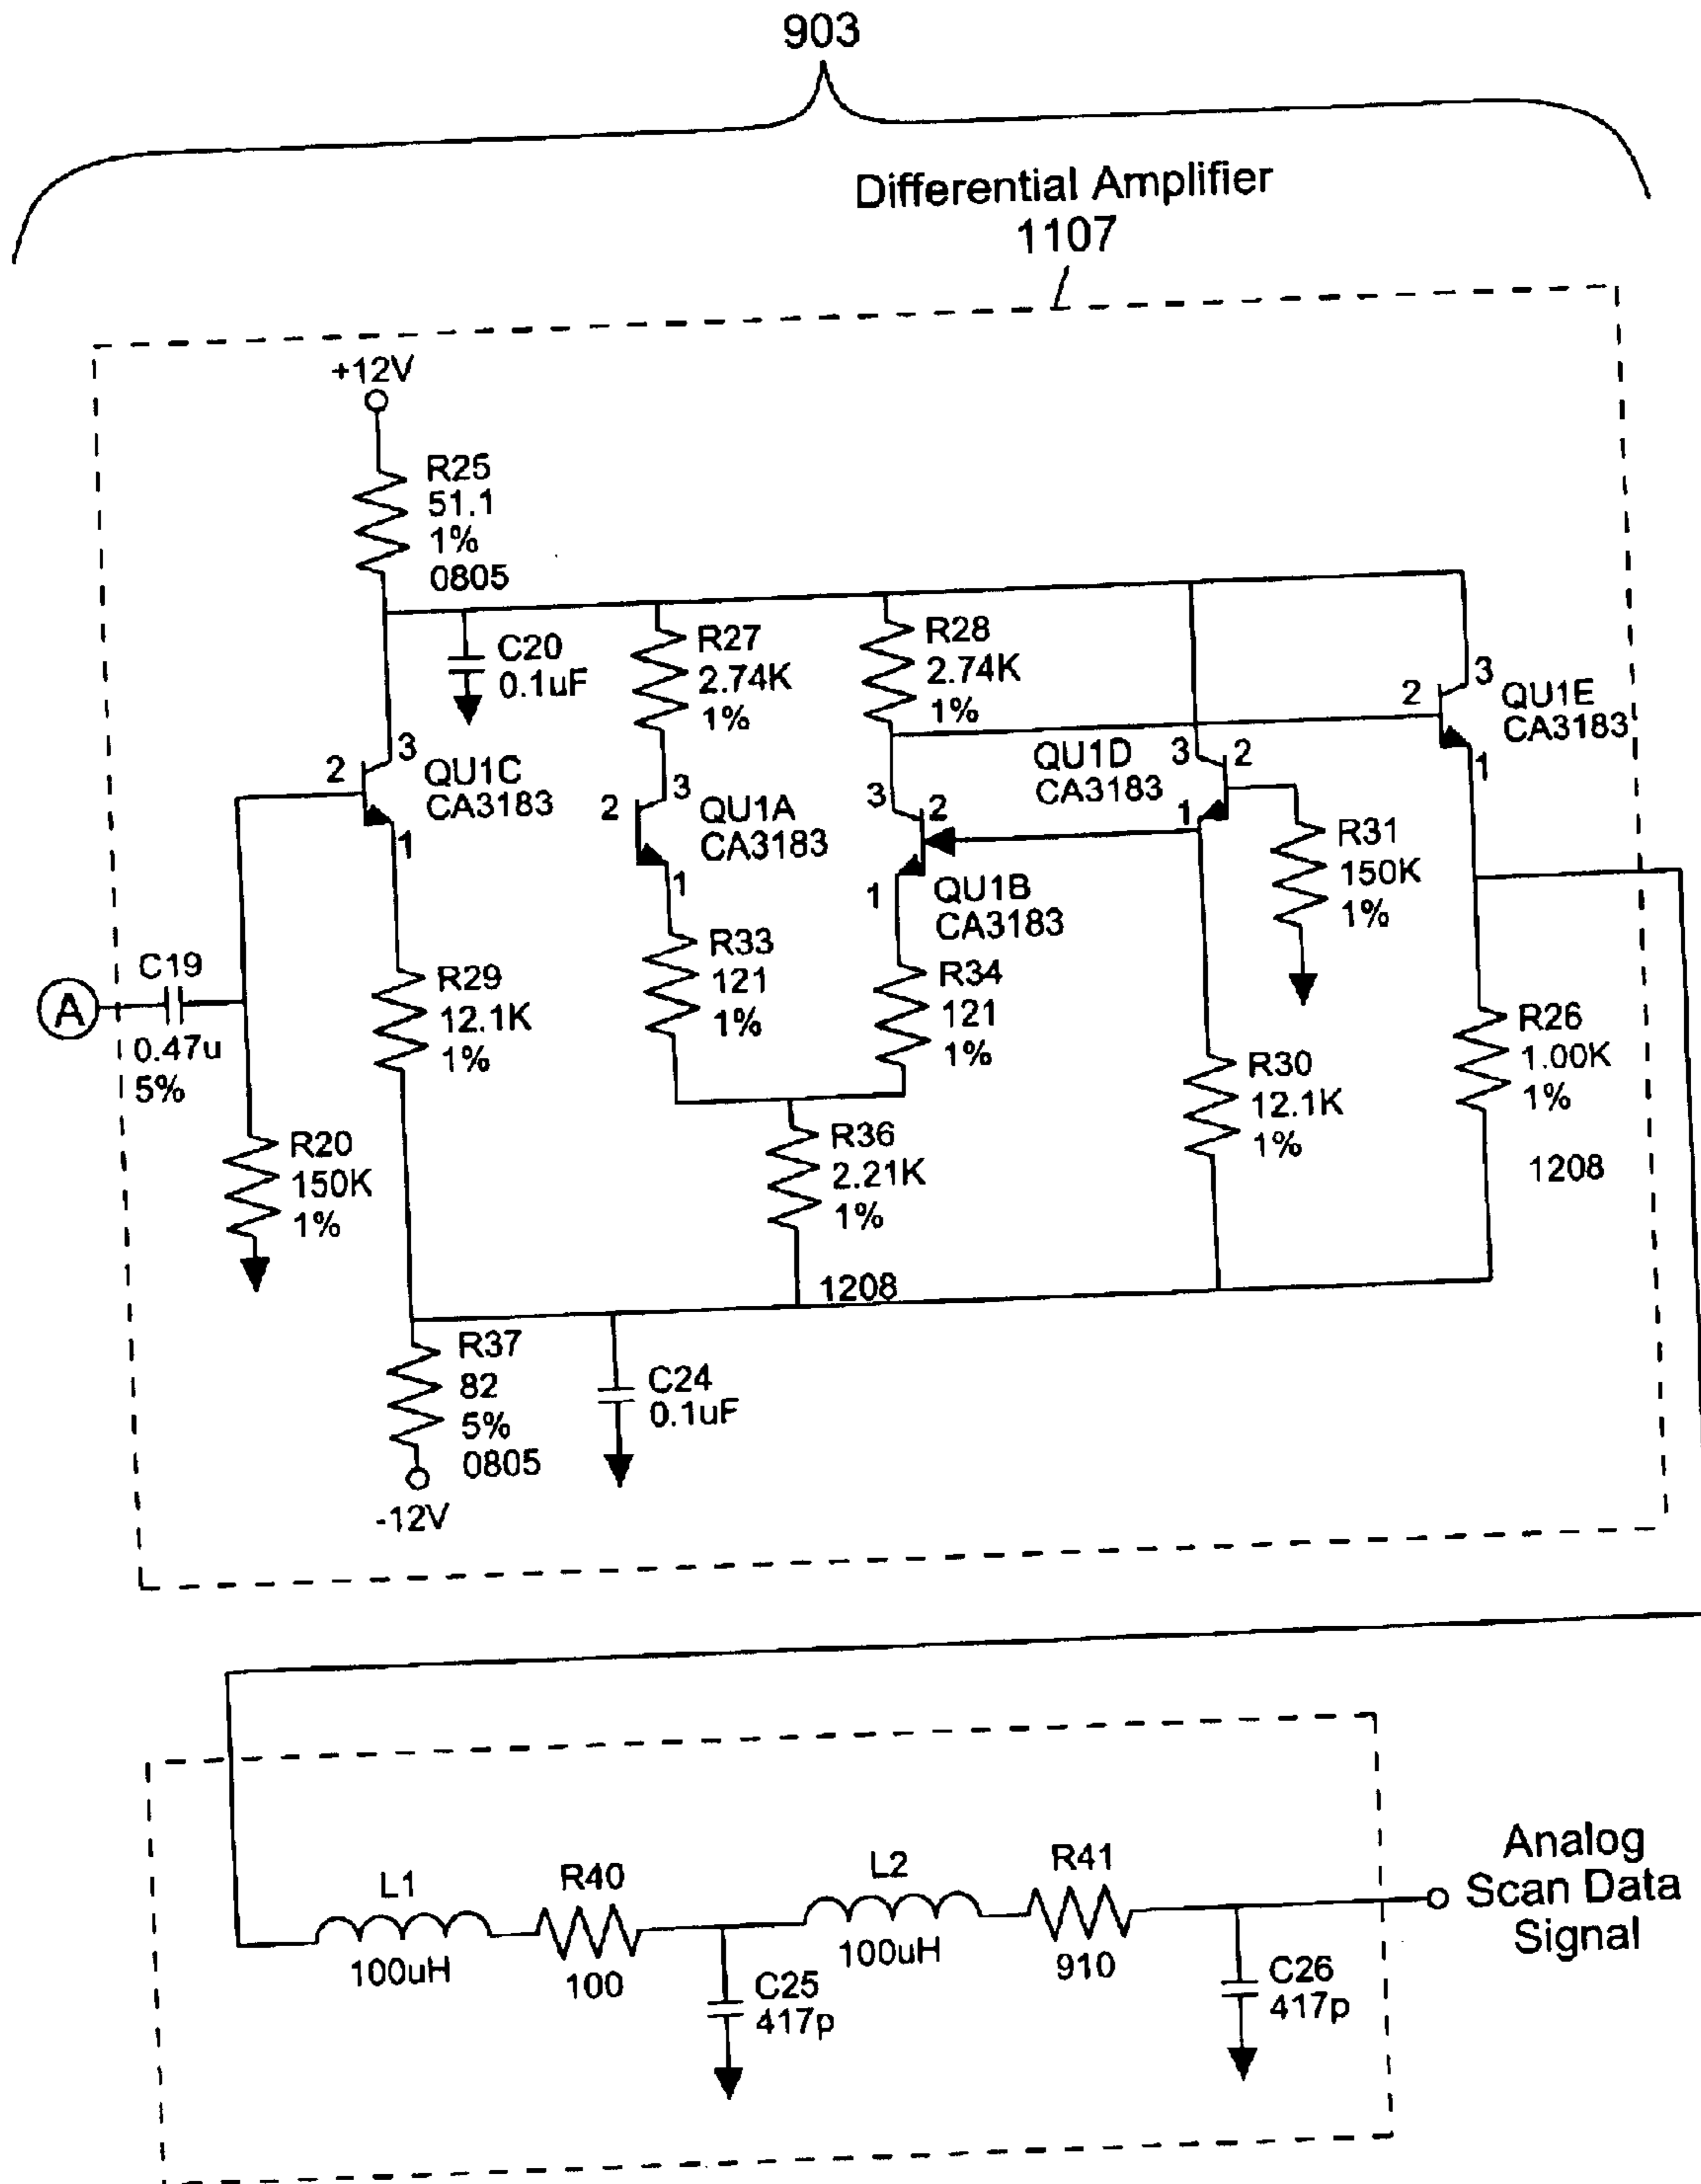 903
Differential Amplifier
1107
+12V
R25
51.1
1%
0805
C20
0.1uF
R27
2.74K
1%
R28
2.74K
1%
2
3
QU1E
CA3183
1
2
3
QU1C
CA3183
1
2
3
QU1A
CA3183
1
3
2
QU1B
CA3183
1
QU1D
CA3183
3
2
1
R31
150K
1%
A
C19
0.47u
5%
R29
12.1K
1%
R33
121
1%
R34
121
1%
R26
1.00K
1%
1208
R20
150K
1%
R36
2.21K
1%
1208
R30
12.1K
1%
R37
82
5%
0805
-12V
C24
0.1uF
L1
100uH
R40
100
C25
417p
L2
100uH
R41
910
C26
417p
Analog
Scan Data
Signal